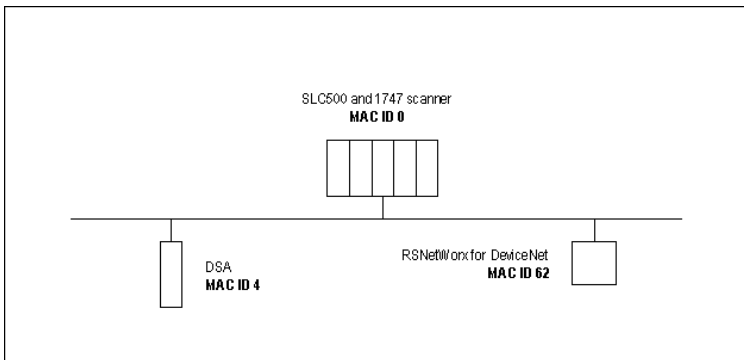 SLC500 and 1747 scanner
MAC ID 0
DSA
MAC ID 4
RSNetWorx for DeviceNet
MAC ID 62